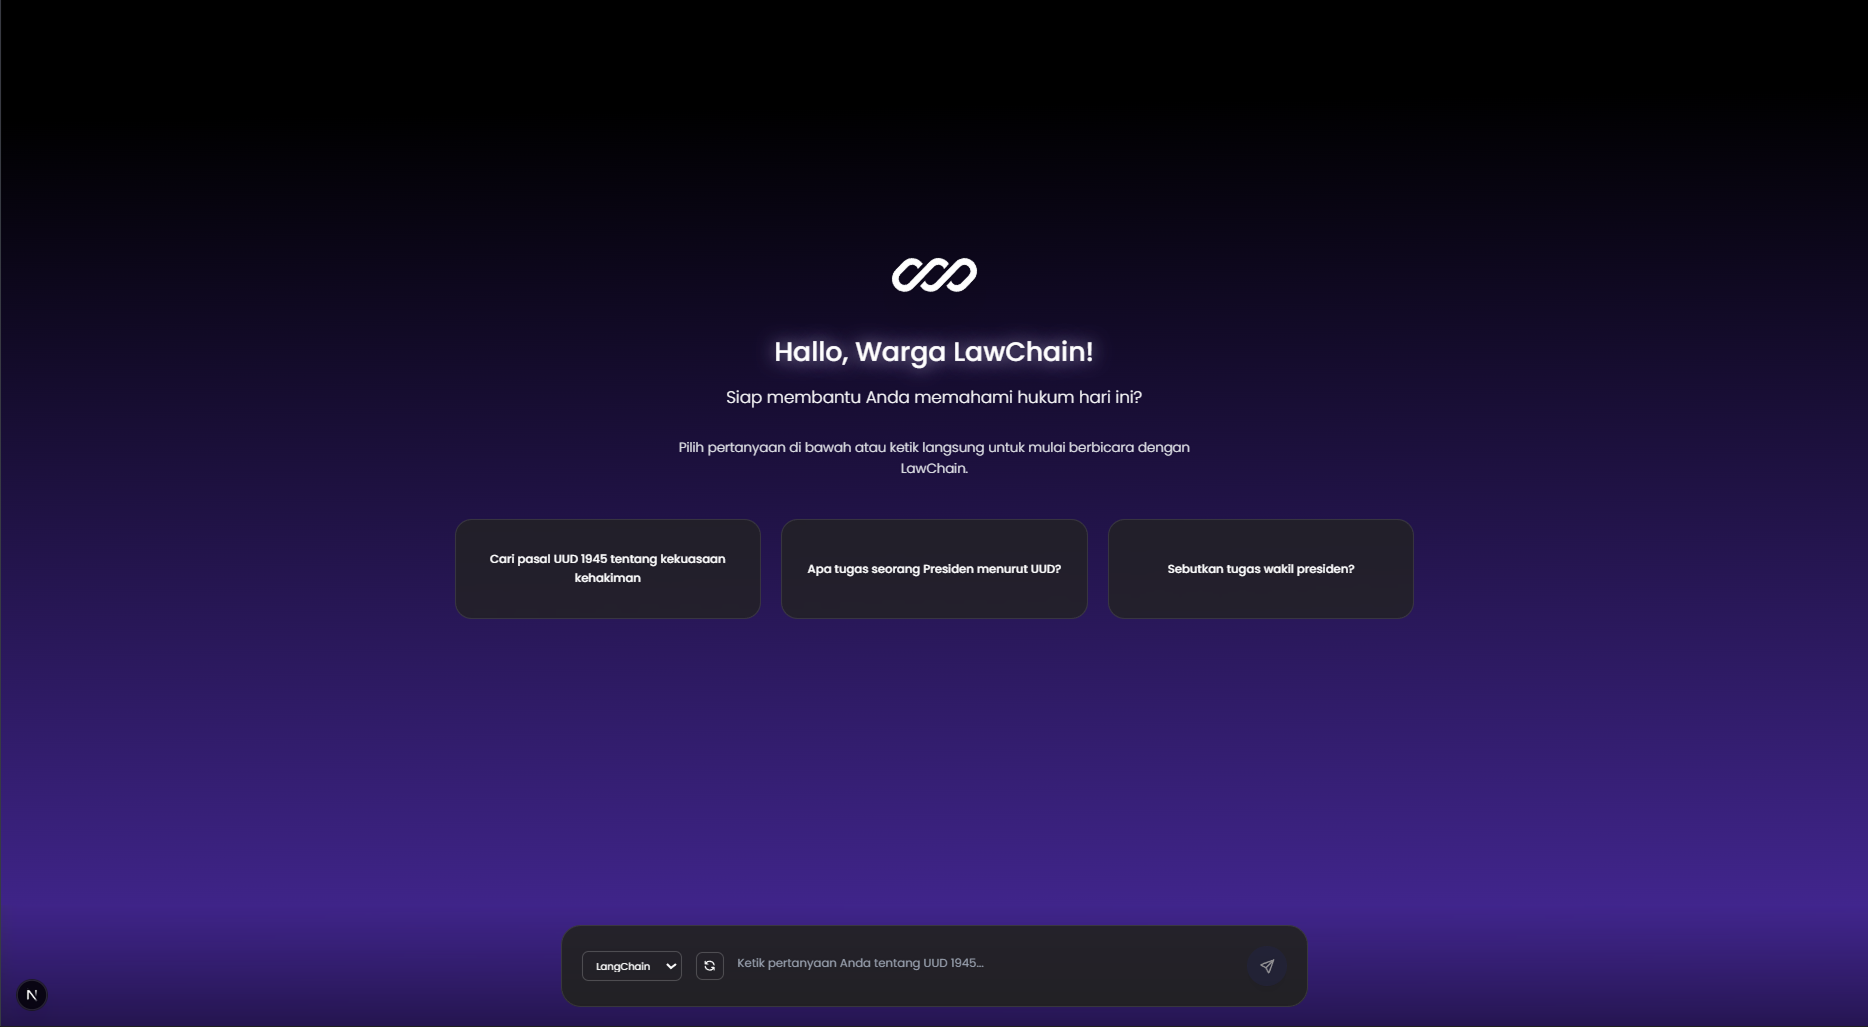 Hallo, Warga LawChain!
Siap membantu Anda memahami hukum hari ini?
Pilih pertanyaan di bawah atau ketik langsung untuk mulai berbicara dengan
LawChain.
Cari pasal UUD 1945 tentang kekuasaan
kehakiman
Apa tugas seorang Presiden menurut UUD?
Sebutkan tugas wakil presiden?
LangChain
Ketik pertanyaan Anda tentang UUD 1945...
N